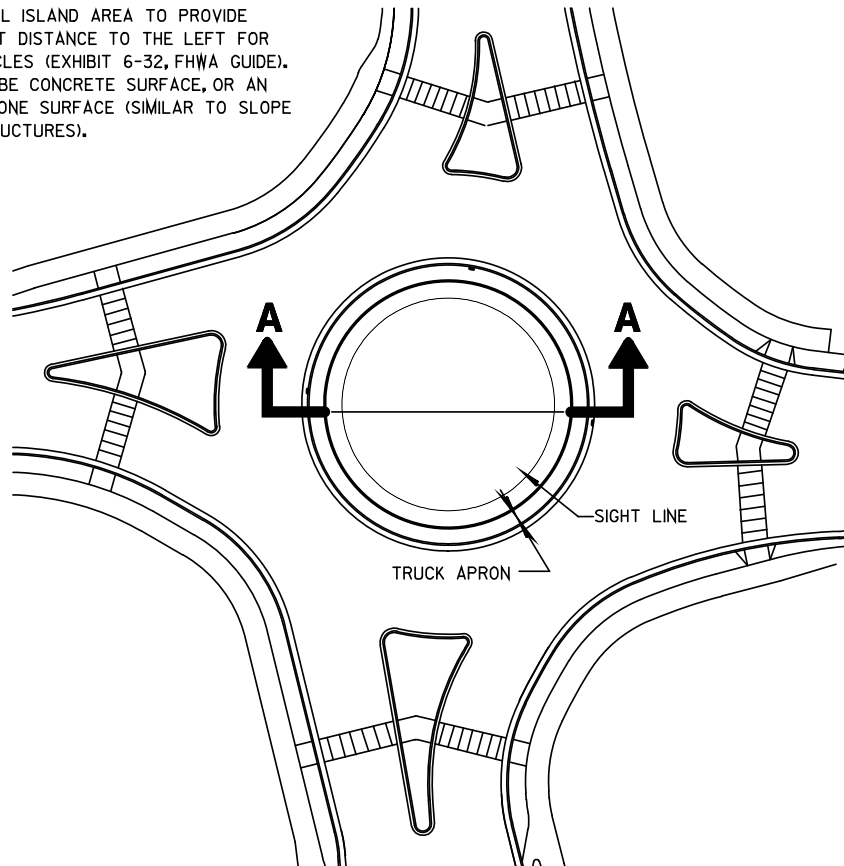 L ISLAND AREA TO PROVIDE
T DISTANCE TO THE LEFT FOR
CLES (EXHIBIT 6-32, FHWA GUIDE).
BE CONCRETE SURFACE, OR AN
ONE SURFACE (SIMILAR TO SLOPE
UCTURES).
A A
SIGHT LINE
TRUCK APRON